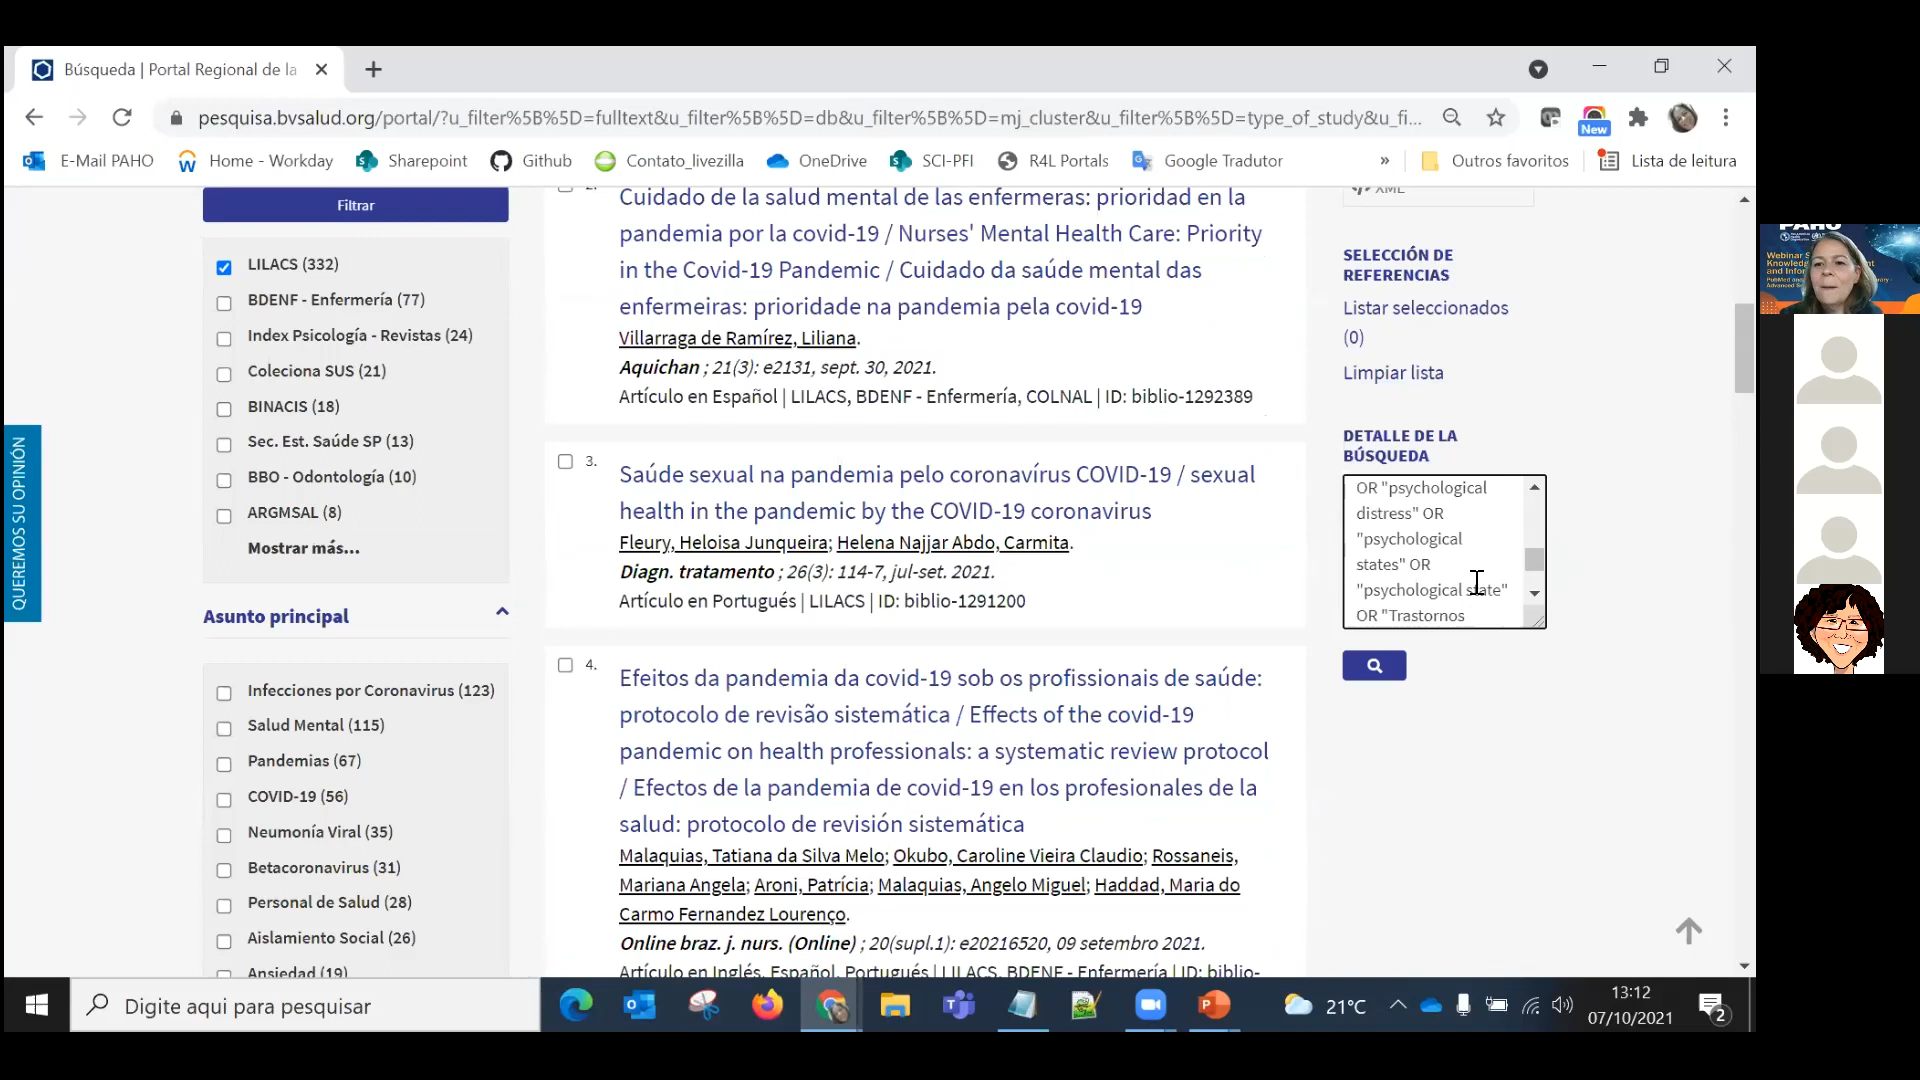 Búsqueda | Portal Regional de la
pesquisa.bvsalud.org/portal/?u_filter%5B%5D=fulltext&u_filter%5B%5D=db&u_filter%5B%5D=mj_cluster&u_filter%5B%5D=type_of_study&u_fi...
New
E-Mail PAHO
Home - Workday
Sharepoint
Github
Contato_livezilla
OneDrive
SCI-PFI
R4L Portals
Google Tradutor
»
Outros favoritos
Lista de leitura
QUEREMOS SU OPINIÓN
Filtrar
LILACS (332)
BDENF - Enfermería (77)
Index Psicología - Revistas (24)
Coleciona SUS (21)
BINACIS (18)
Sec. Est. Saúde SP (13)
BBO - Odontología (10)
ARGMSAL (8)
Mostrar más...
Asunto principal
Infecciones por Coronavirus (123)
Salud Mental (115)
Pandemias (67)
COVID-19 (56)
Neumonía Viral (35)
Betacoronavirus (31)
Personal de Salud (28)
Aislamiento Social (26)
Ansiedad (19)
2.
Cuidado de la salud mental de las enfermeras: prioridad en la
pandemia por la covid-19 / Nurses' Mental Health Care: Priority
in the Covid-19 Pandemic / Cuidado da saúde mental das
enfermeiras: prioridade na pandemia pela covid-19
Villarraga de Ramírez, Liliana.
Aquichan ; 21(3): e2131, sept. 30, 2021.
Artículo en Español | LILACS, BDENF - Enfermería, COLNAL | ID: biblio-1292389
3.
Saúde sexual na pandemia pelo coronavírus COVID-19 / sexual
health in the pandemic by the COVID-19 coronavirus
Fleury, Heloisa Junqueira; Helena Najjar Abdo, Carmita.
Diagn. tratamento ; 26(3): 114-7, jul-set. 2021.
Artículo en Portugués | LILACS | ID: biblio-1291200
4.
Efeitos da pandemia da covid-19 sob os profissionais de saúde:
protocolo de revisão sistemática / Effects of the covid-19
pandemic on health professionals: a systematic review protocol
/ Efectos de la pandemia de covid-19 en los profesionales de la
salud: protocolo de revisión sistemática
Malaquias, Tatiana da Silva Melo; Okubo, Caroline Vieira Claudio; Rossaneis,
Mariana Angela; Aroni, Patrícia; Malaquias, Angelo Miguel; Haddad, Maria do
Carmo Fernandez Lourenço.
Online braz. j. nurs. (Online) ; 20(supl.1): e20216520, 09 setembro 2021.
Artículo en Inglés, Español, Portugués | LILACS, BDENF - Enfermería | ID: biblio-
XML
SELECCIÓN DE
REFERENCIAS
Listar seleccionados
(0)
Limpiar lista
DETALLE DE LA
BÚSQUEDA
OR "psychological
distress" OR
"psychological
states" OR
"psychological state"
OR "Trastornos
PAHO
Digite aqui para pesquisar
21°C
13:12
07/10/2021
2